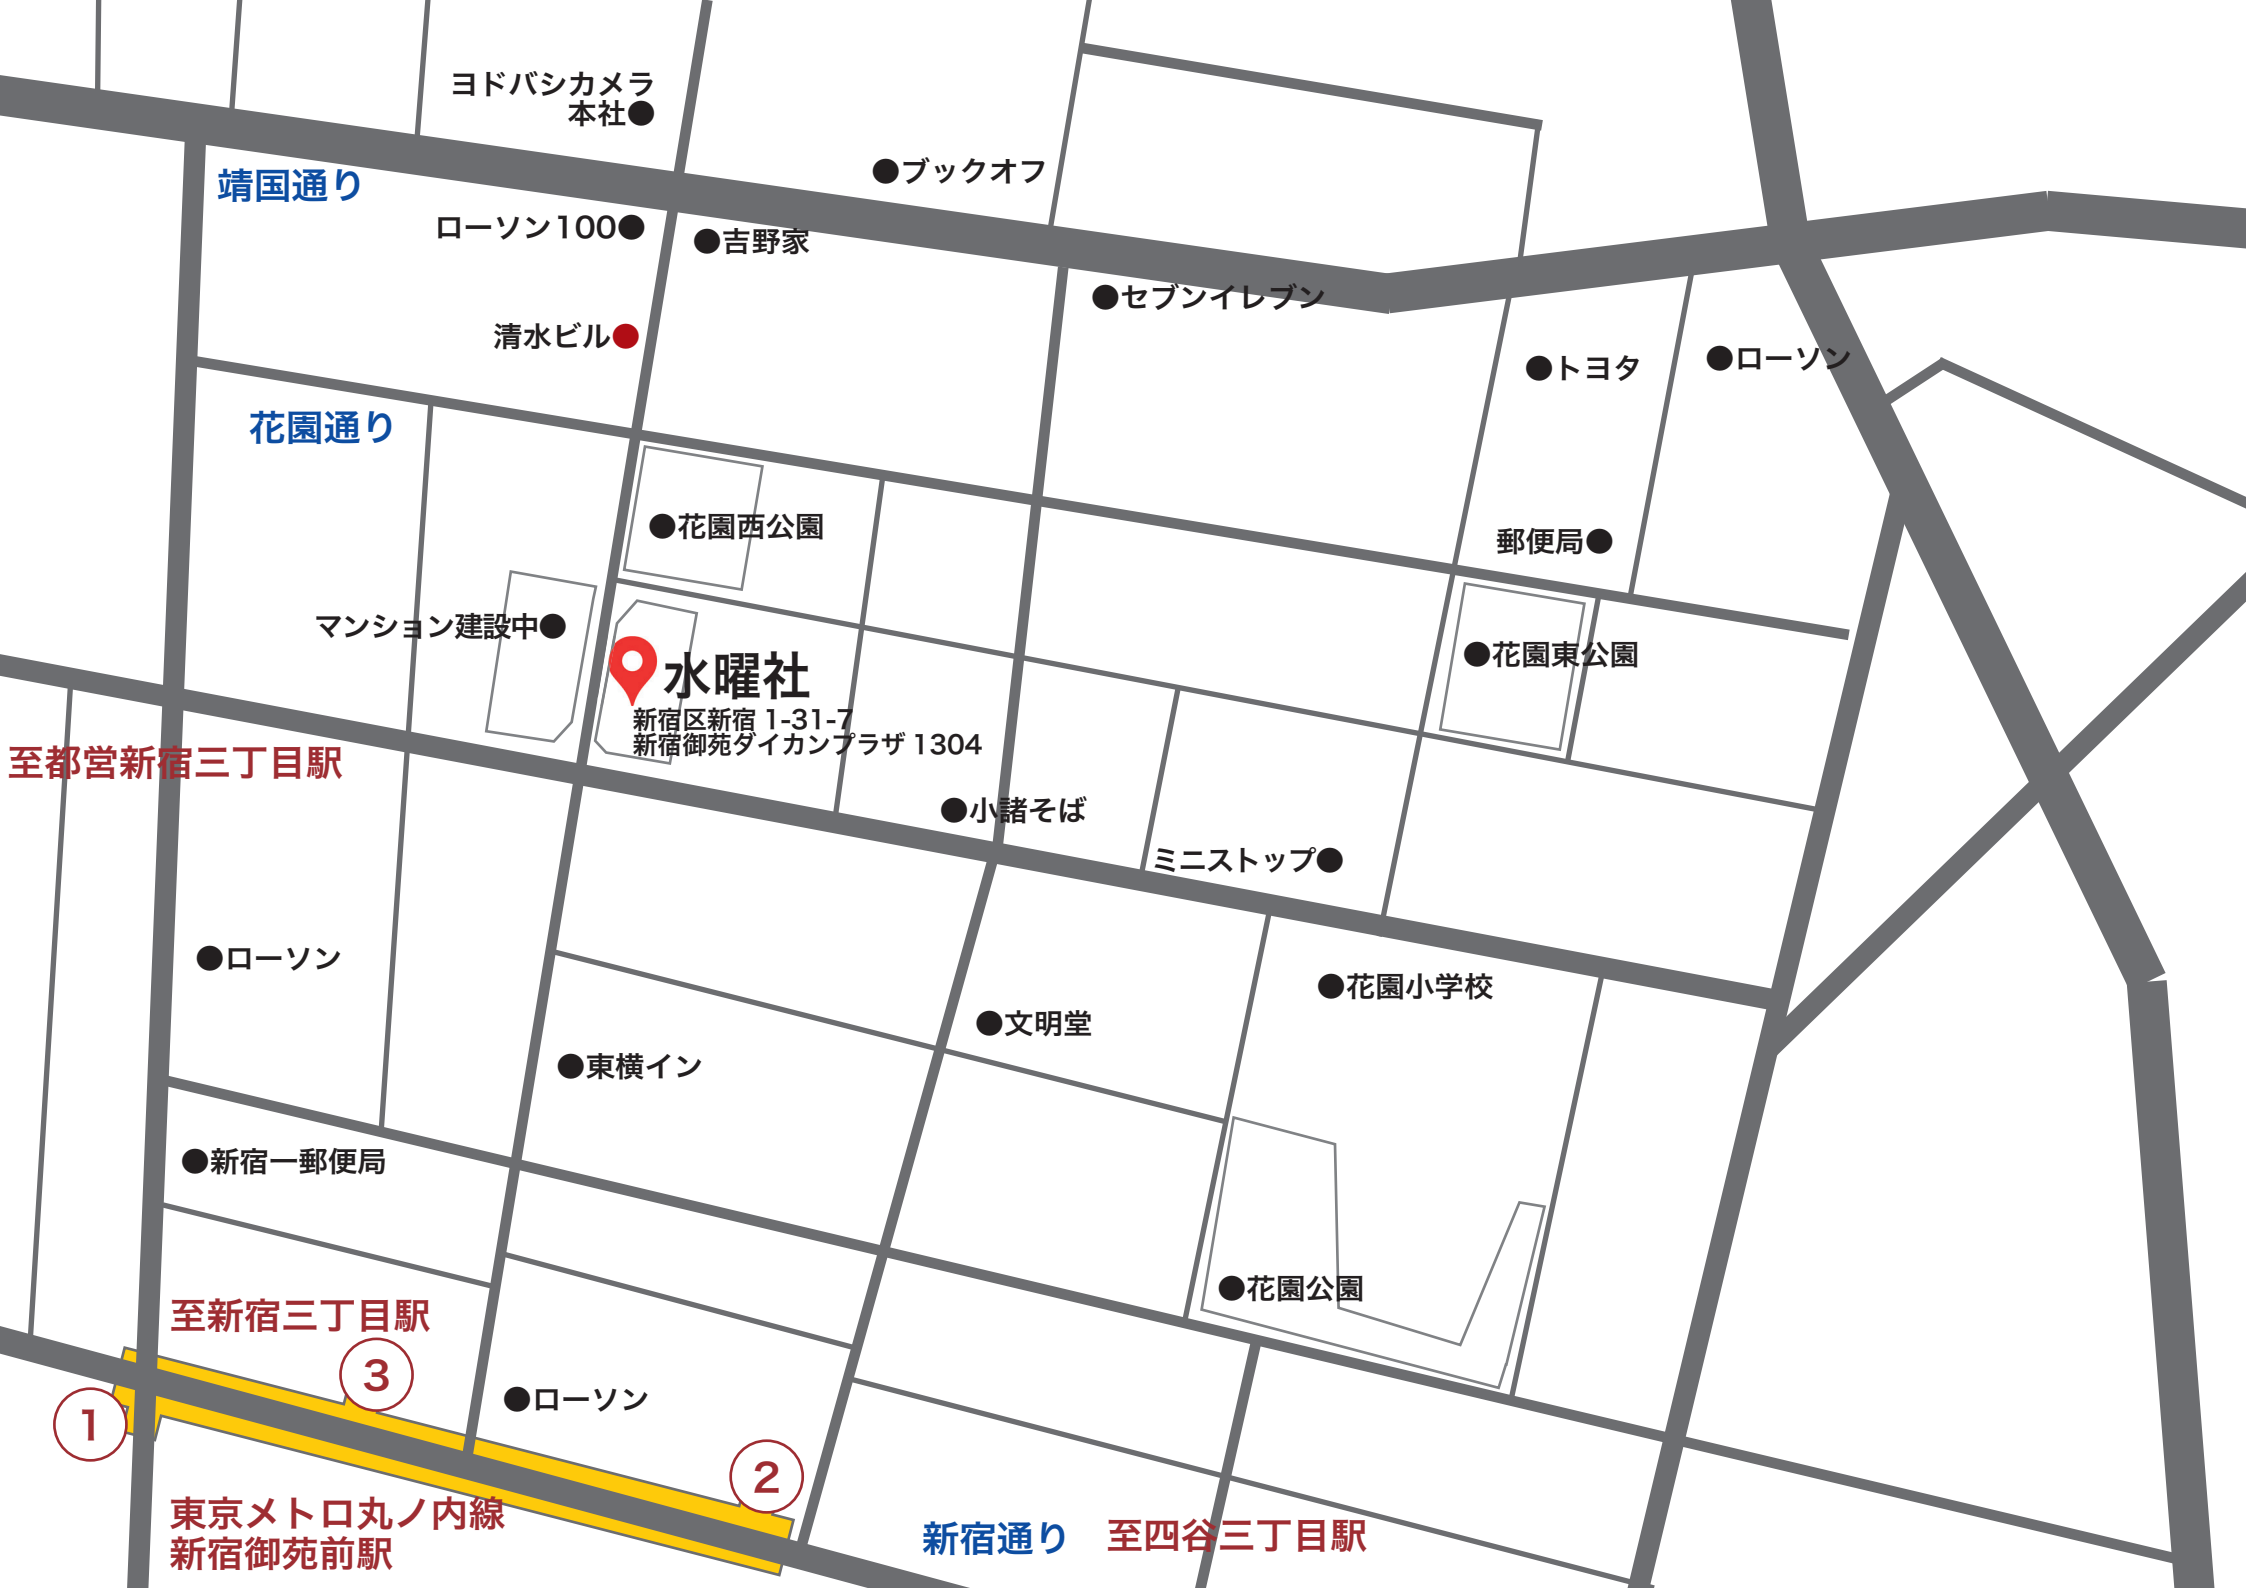 ヨドバシカメラ
本社●
●ブックオフ
靖国通り
ローソン100●
●吉野家
●セブンイレブン
清水ビル●
●トヨタ
●ローソン
花園通り
●花園西公園
郵便局●
マンション建設中●
●花園東公園
水曜社
新宿区新宿 1-31-7
新宿御苑ダイカンプラザ 1304
至都営新宿三丁目駅
●小諸そば
ミニストップ●
●ローソン
●花園小学校
●文明堂
●東横イン
●新宿一郵便局
●花園公園
至新宿三丁目駅
3
●ローソン
1
2
東京メトロ丸ノ内線
新宿御苑前駅
新宿通り
至四谷三丁目駅